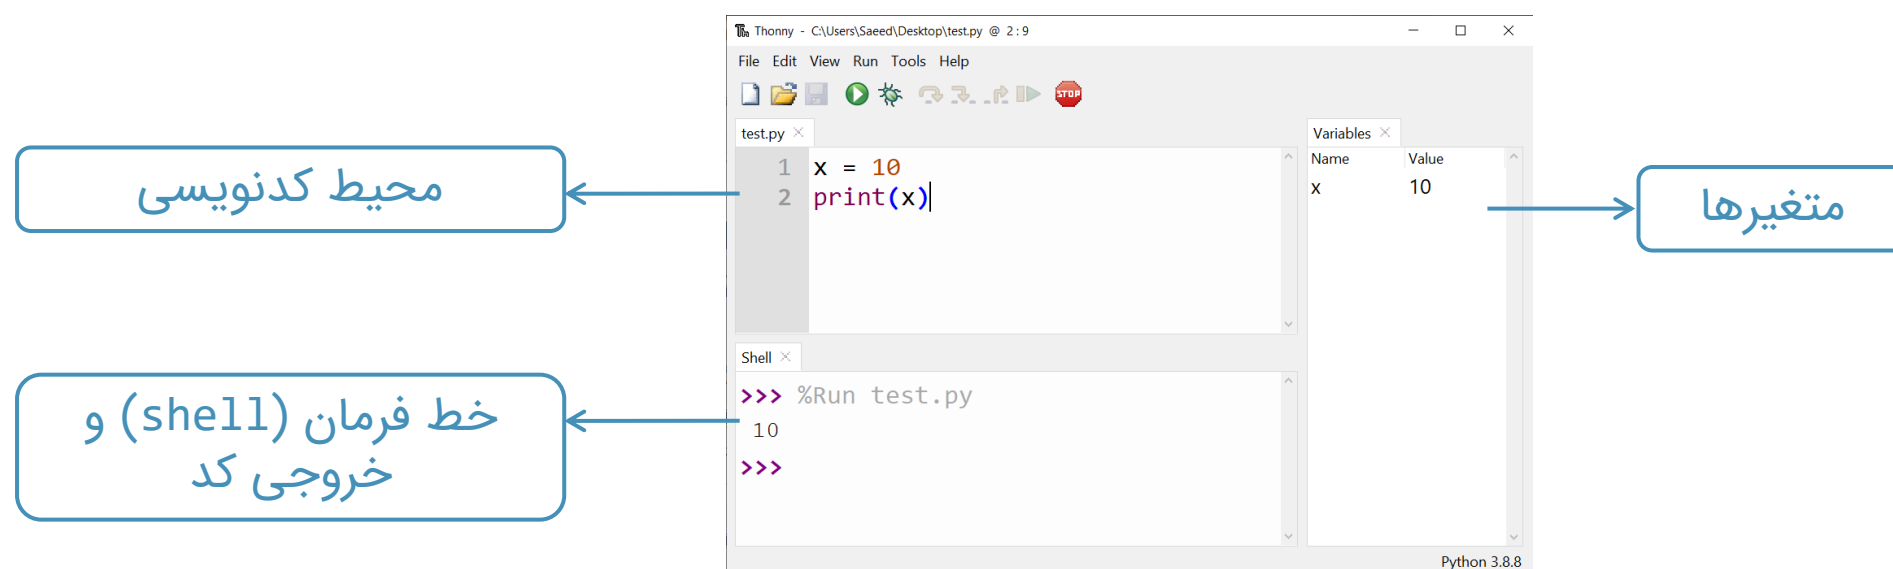 Thonny - C:\Users\Saeed\Desktop\test.py @ 2:9
File Edit View Run Tools Help
STOP
test.py
1 x = 10
2 print(x)
Variables
Name Value
x 10
محیط کدنویسی
متغیرها
Shell
>>> %Run test.py
10
>>>
خط فرمان (shell) و
خروجی کد
Python 3.8.8